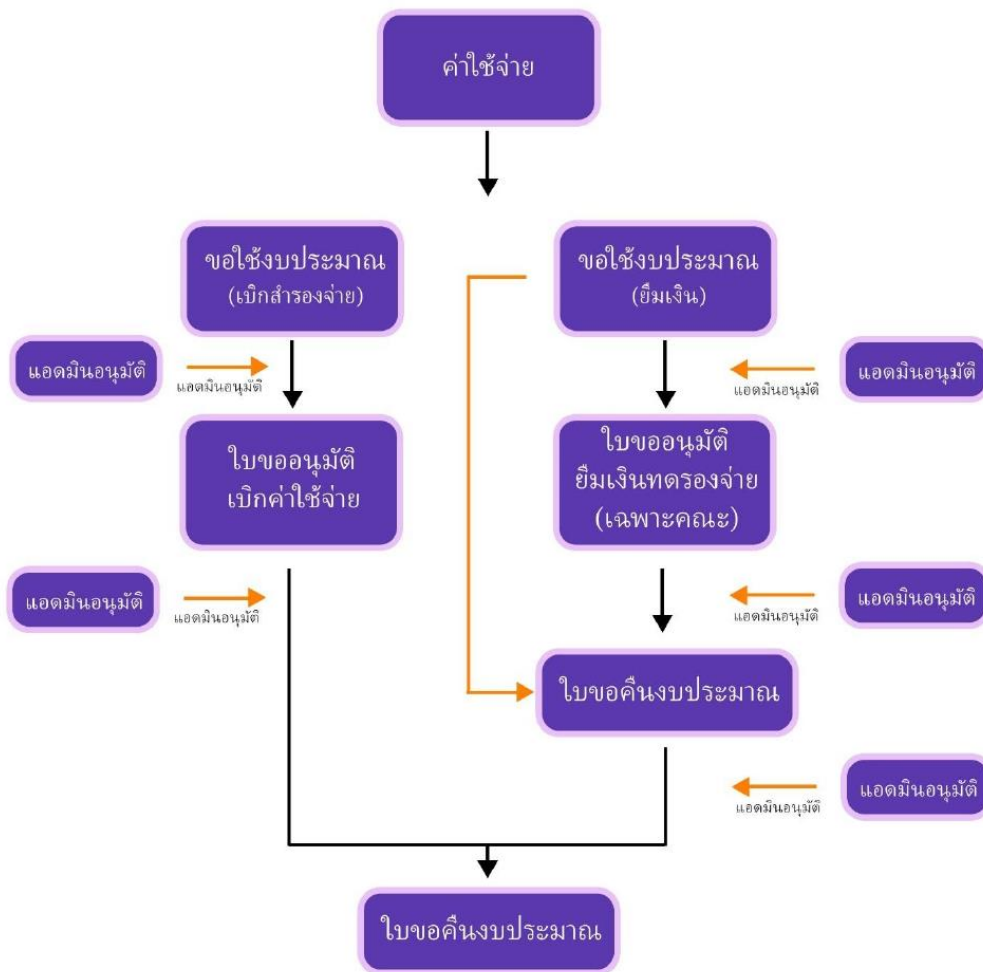 ค่าใช้จ่าย
ขอใช้งบประมาณ
(เบิกสำรองจ่าย)
ขอใช้งบประมาณ
(ยืมเงิน)
แอดมินอนุมัติ
แอดมินอนุมัติ
แอดมินอนุมัติ
แอดมินอนุมัติ
ใบขออนุมัติ
เบิกค่าใช้จ่าย
ใบขออนุมัติ
ยืมเงินทดรองจ่าย
(เฉพาะคณะ)
แอดมินอนุมัติ
แอดมินอนุมัติ
แอดมินอนุมัติ
แอดมินอนุมัติ
ใบขอคืนงบประมาณ
แอดมินอนุมัติ
แอดมินอนุมัติ
ใบขอคืนงบประมาณ